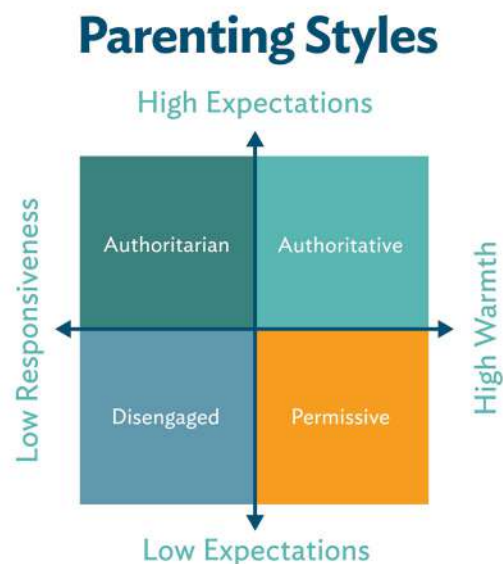 Parenting Styles
High Expectations
Low Responsiveness
Authoritarian
Authoritative
High Warmth
Disengaged
Permissive
Low Expectations